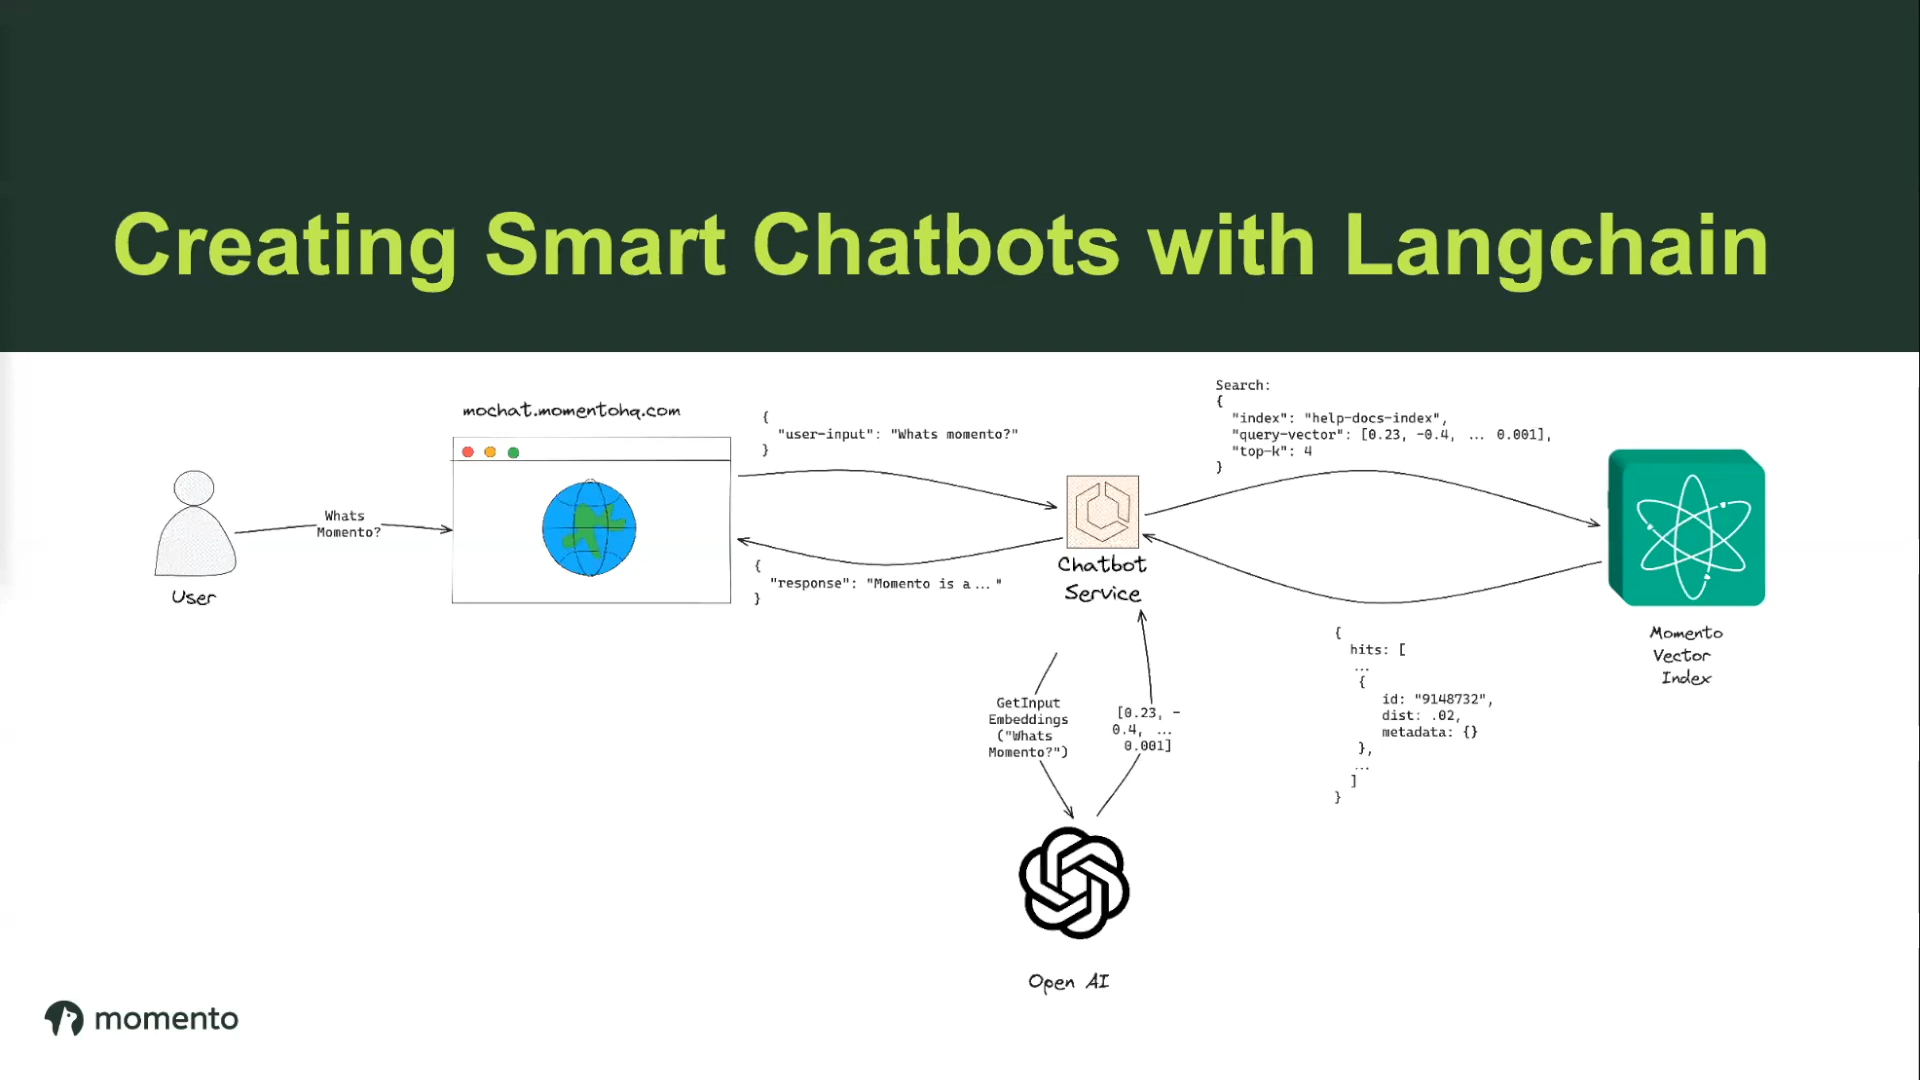 Creating Smart Chatbots with Langchain
mochat.momentohq.com
Whats
Momento?
User
{
"user-input": "Whats momento?"
}
{
"response": "Momento is a ... "
}
Chatbot
Service
Search:
{
"index": "help-docs-index",
"query-vector": [0.23, -0.4, ... 0.001],
"top-k": 4
}
Momento
Vector
Index
{
hits: [
...
{
id: "9148732",
dist: .02,
metadata: {}
},
...
]
}
GetInput
Embeddings
("Whats
Momento?")
[0.23, -
0.4, ...
0.001]
Open AI
momento